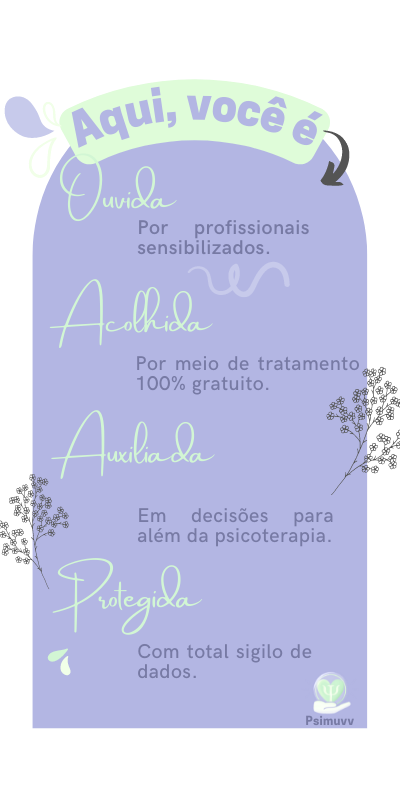 Aqui, você é
Ouvida
Por profissionais
sensibilizados.
Acolhida
Por meio de tratamento
100% gratuito.
Auxiliada
Em decisões para
além da psicoterapia.
Protegida
Com total sigilo de
dados.
Psimuvv